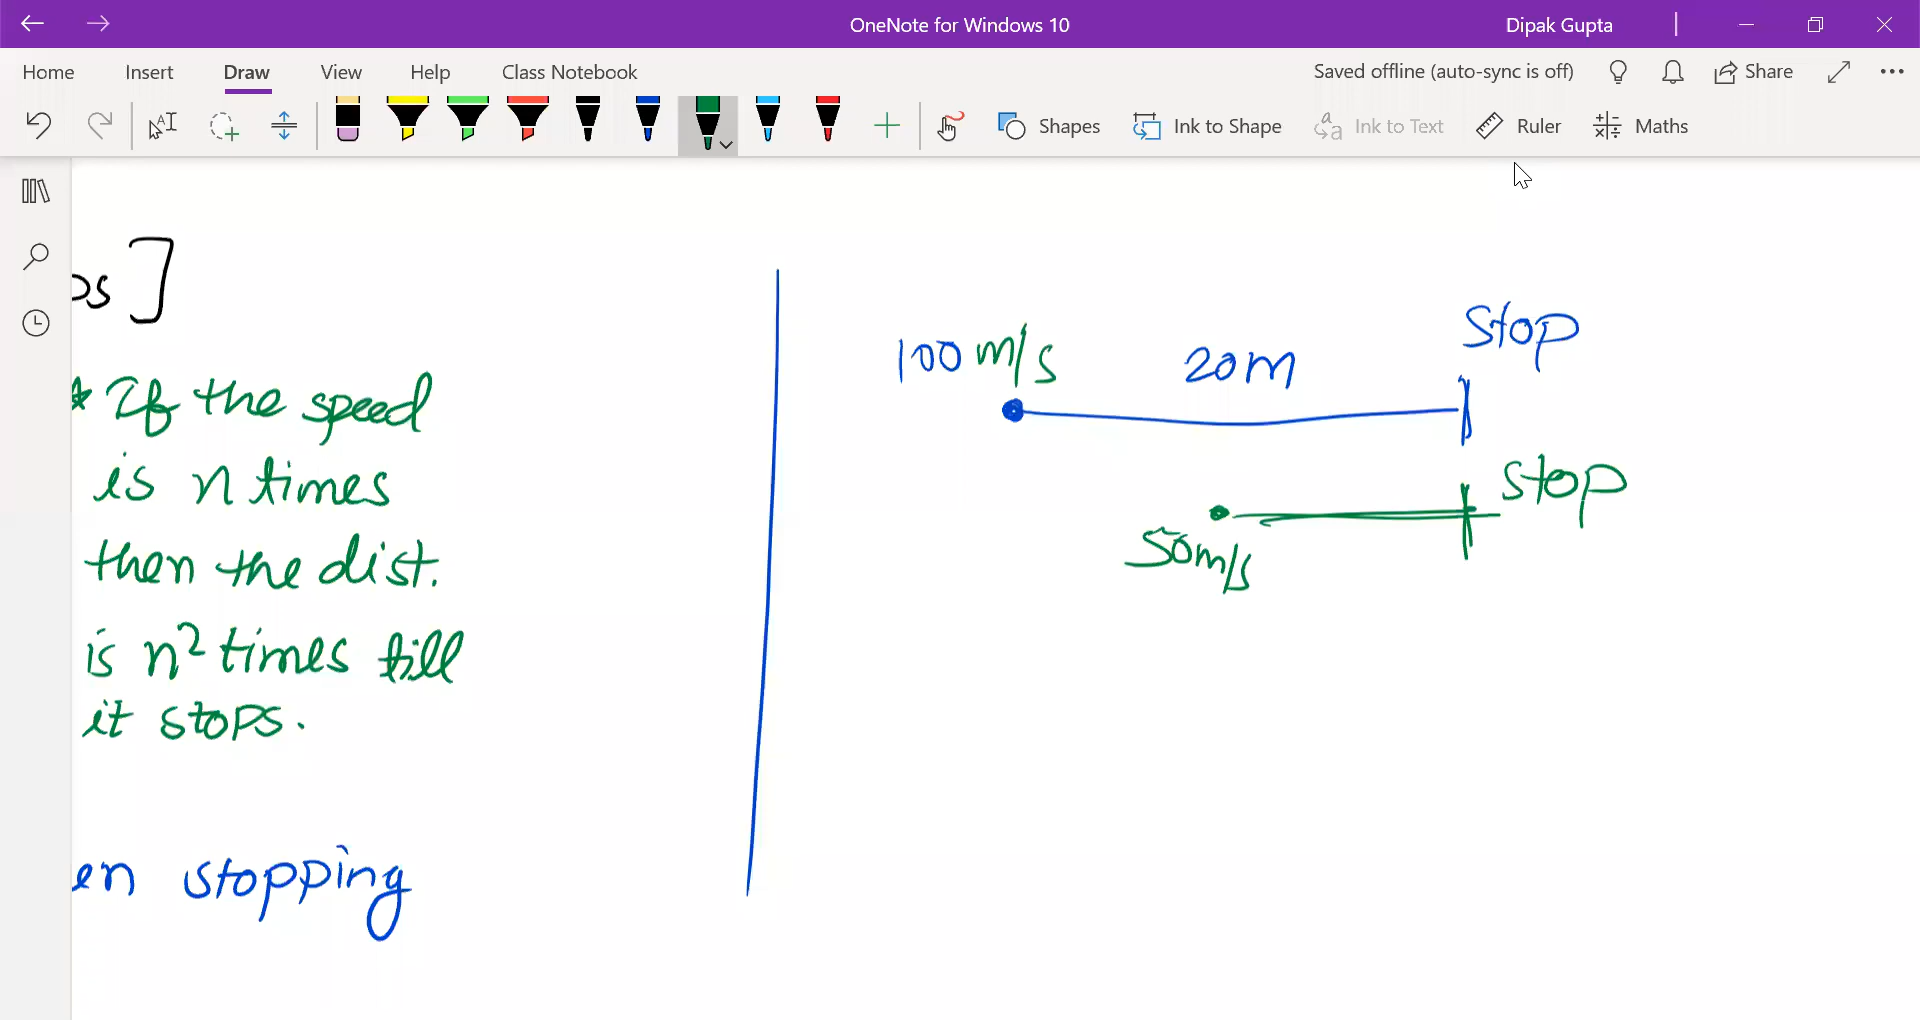 OneNote for Windows 10
Dipak Gupta
Home Insert Draw View Help Class Notebook
Saved offline (auto-sync is off)
Share
Shapes
Ink to Shape
Ink to Text
Ruler
Maths
os ]
* If the speed
is n times
then the dist.
is n² times till
it stops.
en stopping
100 m/s
20m
Stop
50m/s
Stop